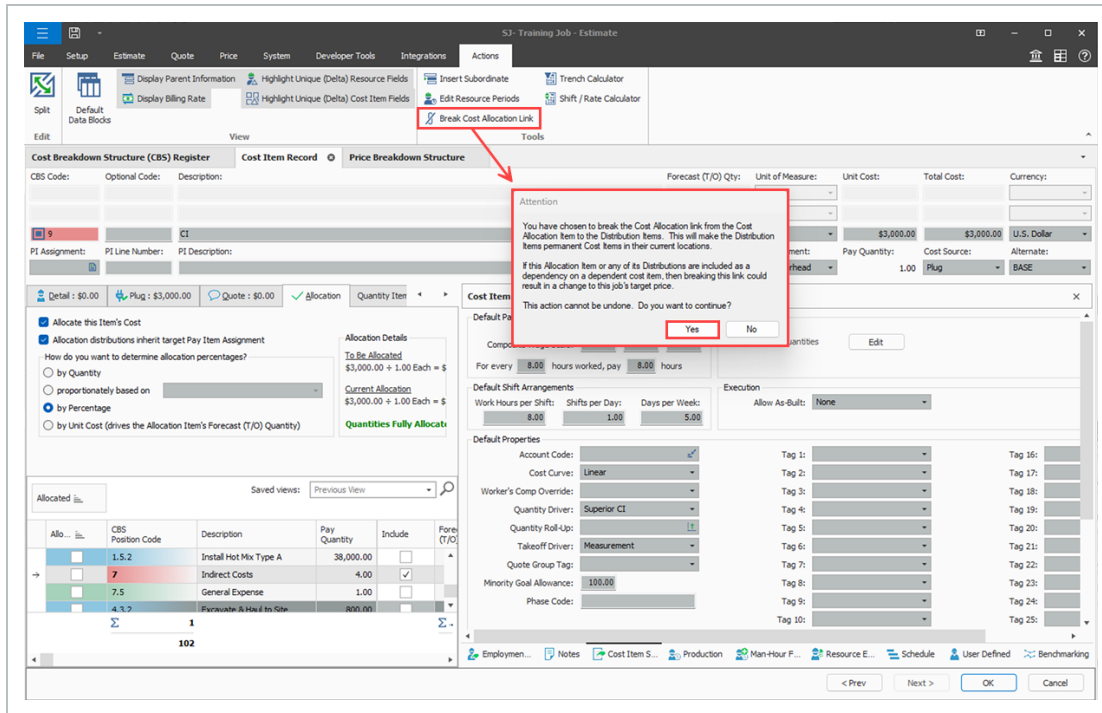 SJ- Training Job - Estimate
File Setup Estimate Quote Price System Developer Tools Integrations Actions
Split
Default Data Blocks
Display Parent Information
Display Billing Rate
Highlight Unique (Delta) Resource Fields
Highlight Unique (Delta) Cost Item Fields
Insert Subordinate
Edit Resource Periods
Break Cost Allocation Link
Trench Calculator
Shift / Rate Calculator
Edit View Tools
Cost Breakdown Structure (CBS) Register Cost Item Record Price Breakdown Structure
CBS Code: Optional Code: Description: Forecast (T/O) Qty: Unit of Measure: Unit Cost: Total Cost: Currency:
9 CI $3,000.00 $3,000.00 U.S. Dollar
PI Assignment: PI Line Number: PI Description: Pay Quantity: Cost Source: Alternate:
1.00 Plug BASE
Attention
You have chosen to break the Cost Allocation link from the Cost
Allocation Item to the Distribution Items. This will make the Distribution
Items permanent Cost Items in their current locations.
If this Allocation Item or any of its Distributions are included as a
dependency on a dependent cost item, then breaking this link could
result in a change to this job's target price.
This action cannot be undone. Do you want to continue?
Yes No
Detail : $0.00 Plug : $3,000.00 Quote : $0.00 Allocation Quantity Iten
Allocate this Item's Cost
Allocation distributions inherit target Pay Item Assignment
How do you want to determine allocation percentages?
by Quantity
proportionately based on
by Percentage
by Unit Cost (drives the Allocation Item's Forecast (T/O) Quantity)
Allocation Details
To Be Allocated
$3,000.00 ÷ 1.00 Each = $
Current Allocation
$3,000.00 ÷ 1.00 Each = $
Quantities Fully Allocate
Allocated
Saved views: Previous View
Allo... CBS Position Code Description Pay Quantity Include Fore (T/O)
1.5.2 Install Hot Mix Type A 38,000.00
7 Indirect Costs 4.00
7.5 General Expense 1.00
4.3.2 Excavate & Haul to Site 800.00
Σ 1 Σ
102
Cost Item
Default Pa
For every 8.00 hours worked, pay 8.00 hours
Edit
Default Shift Arrangements
Work Hours per Shift: Shifts per Day: Days per Week:
8.00 1.00 5.00
Execution
Allow As-Built: None
Default Properties
Account Code:
Cost Curve: Linear
Worker's Comp Override:
Quantity Driver: Superior CI
Quantity Roll-Up:
Takeoff Driver: Measurement
Quote Group Tag:
Minority Goal Allowance: 100.00
Phase Code:
Tag 1:
Tag 2:
Tag 3:
Tag 4:
Tag 5:
Tag 6:
Tag 7:
Tag 8:
Tag 9:
Tag 10:
Tag 16:
Tag 17:
Tag 18:
Tag 19:
Tag 20:
Tag 21:
Tag 22:
Tag 23:
Tag 24:
Tag 25:
Employmen... Notes Cost Item S... Production Man-Hour F... Resource E... Schedule User Defined Benchmarking
< Prev Next > OK Cancel